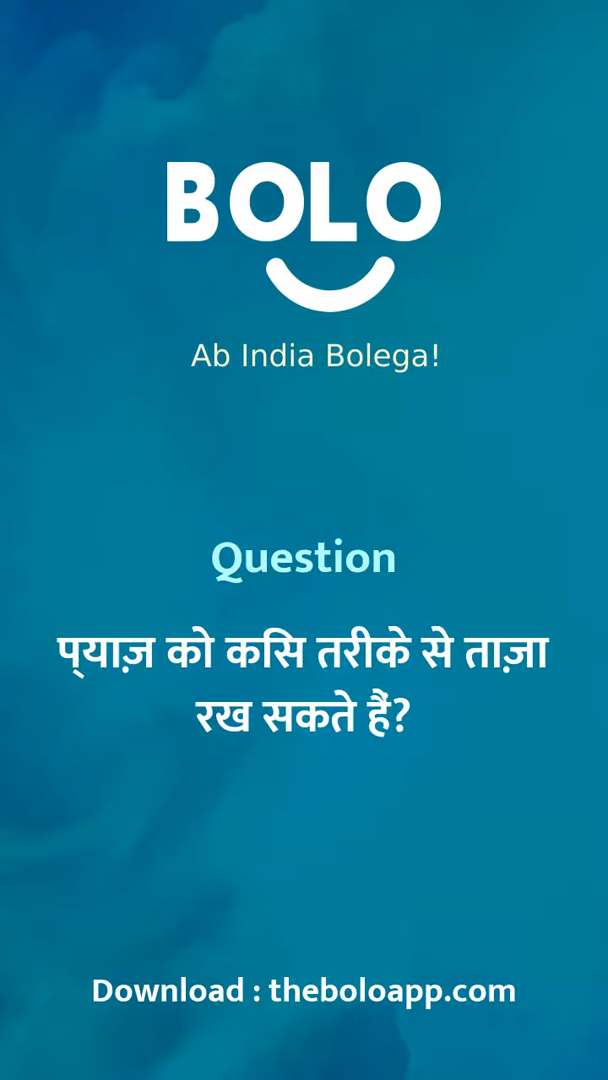 BOLO
Ab India Bolega!
Question
प्याज़ को कसि तरीके से ताज़ा
रख सकते हैं?
Download : theboloapp.com